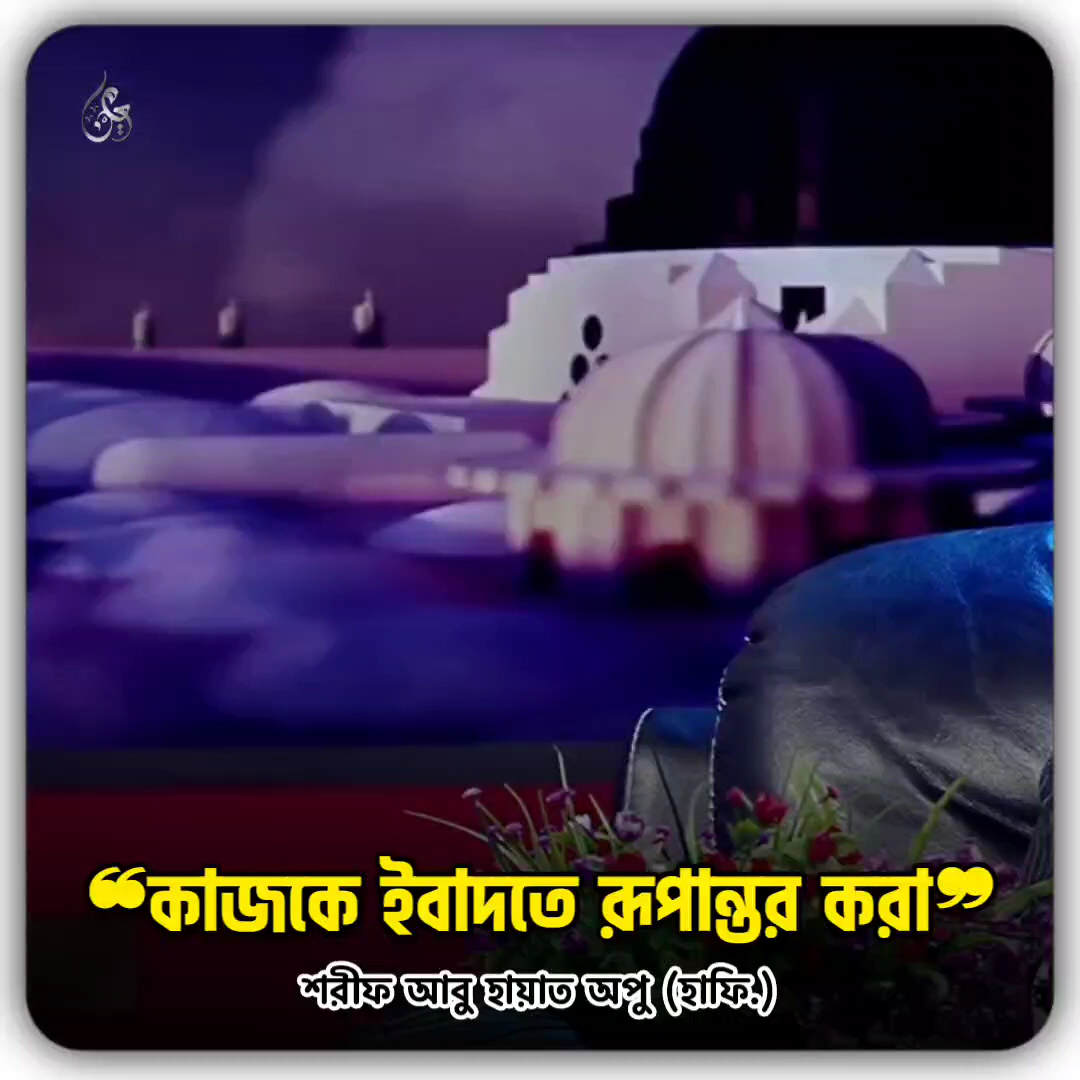 ❝কাজকে ইবাদতে রূপান্তর করা❞
শরীফ আবু হায়াত অপু (হাফি.)